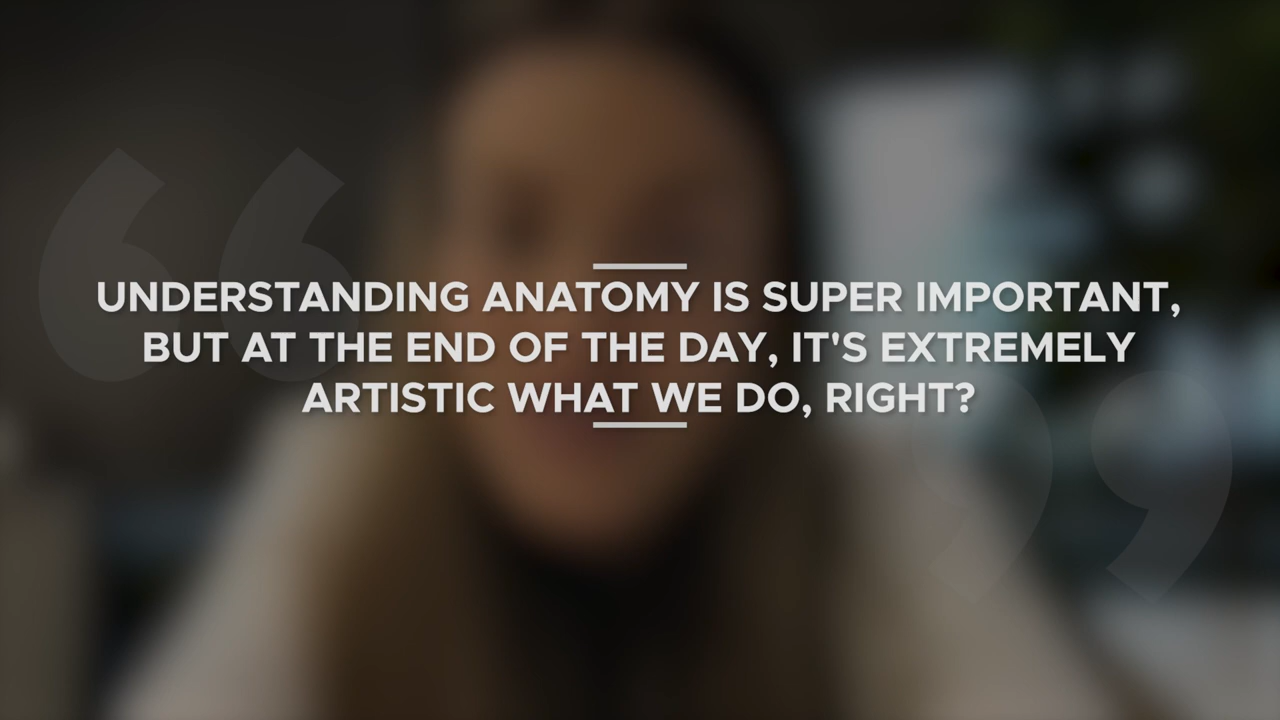 UNDERSTANDING ANATOMY IS SUPER IMPORTANT,
BUT AT THE END OF THE DAY, IT'S EXTREMELY
ARTISTIC WHAT WE DO, RIGHT?